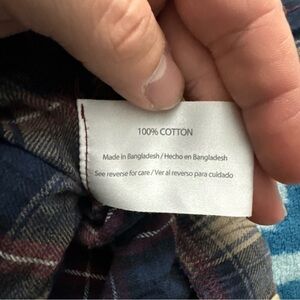 100% COTTON
Made in Bangladesh / Hecho en Bangladesh
See reverse for care / Ver al reverso para cuidado